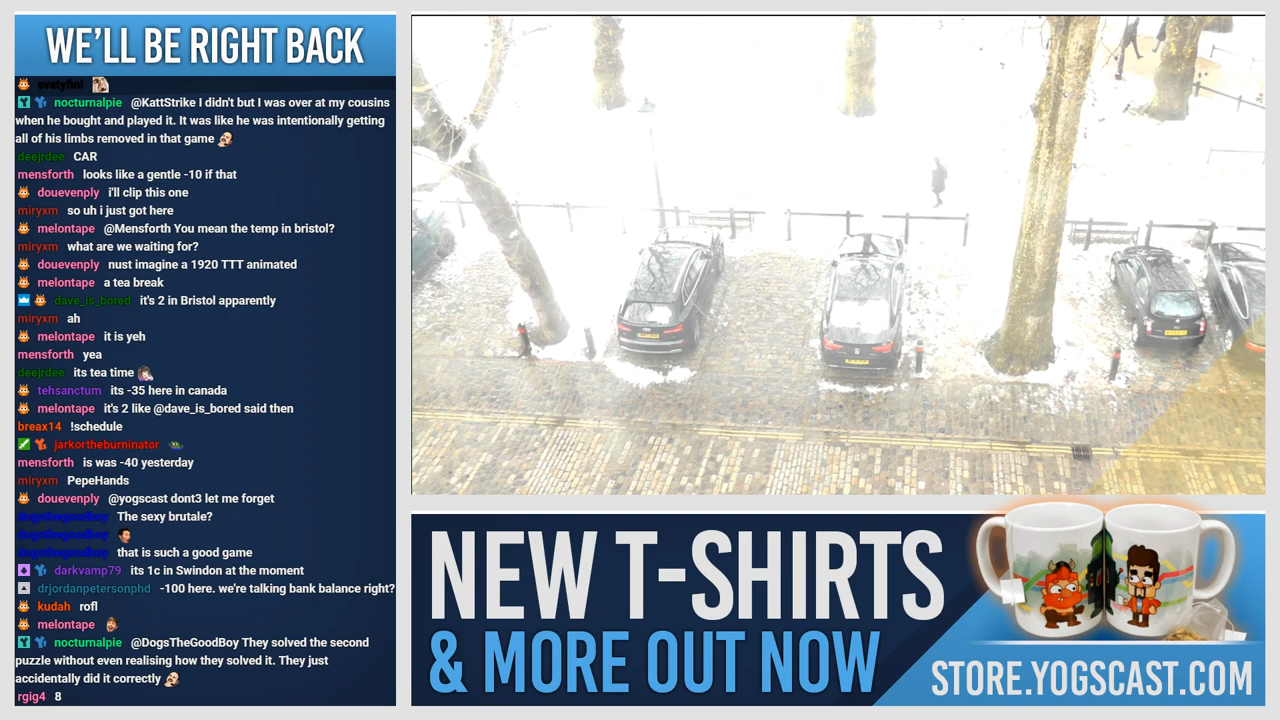 WE'LL BE RIGHT BACK
svatyfini
nocturnalpie @KattStrike I didn't but I was over at my cousins
when he bought and played it. It was like he was intentionally getting
all of his limbs removed in that game
deejrdee CAR
mensforth looks like a gentle -10 if that
douevenply i'll clip this one
miryxm so uh i just got here
melontape @Mensforth You mean the temp in bristol?
miryxm what are we waiting for?
douevenply nust imagine a 1920 TTT animated
melontape a tea break
dave_is_bored it's 2 in Bristol apparently
miryxm ah
melontape it is yeh
mensforth yea
deejrdee its tea time
tehsanctum its -35 here in canada
melontape it's 2 like @dave_is_bored said then
breax14 !schedule
jarkortheburninator
mensforth is was -40 yesterday
miryxm PepeHands
douevenply @yogscast dont3 let me forget
dogsthegoodboy The sexy brutale?
dogsthegoodboy
dogsthegoodboy that is such a good game
darkvamp79 its 1c in Swindon at the moment
drjordanpetersonphd -100 here. we're talking bank balance right?
kudah rofl
melontape
nocturnalpie @DogsTheGoodBoy They solved the second
puzzle without even realising how they solved it. They just
accidentally did it correctly
rgig4 8
NEW T-SHIRTS
& MORE OUT NOW
STORE.YOGSCAST.COM